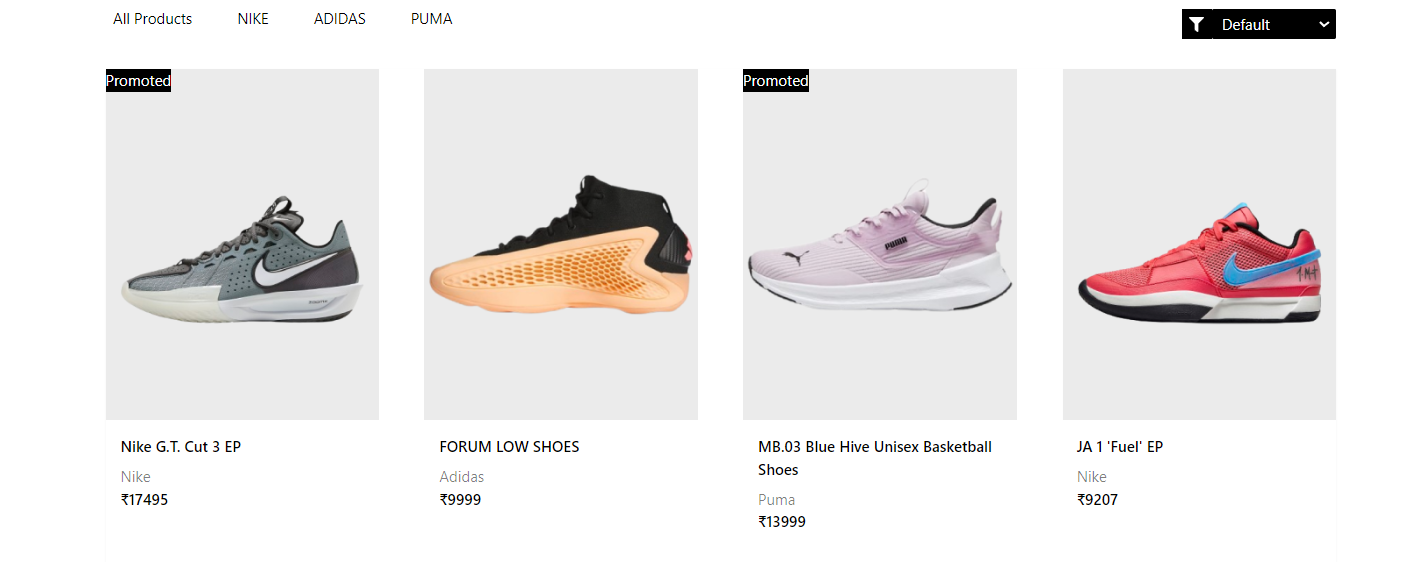 All Products NIKE ADIDAS PUMA Default
Promoted Promoted
PUMA
Nike G.T. Cut 3 EP
Nike
₹17495
FORUM LOW SHOES
Adidas
₹9999
MB.03 Blue Hive Unisex Basketball
Shoes
Puma
₹13999
JA 1 'Fuel' EP
Nike
₹9207